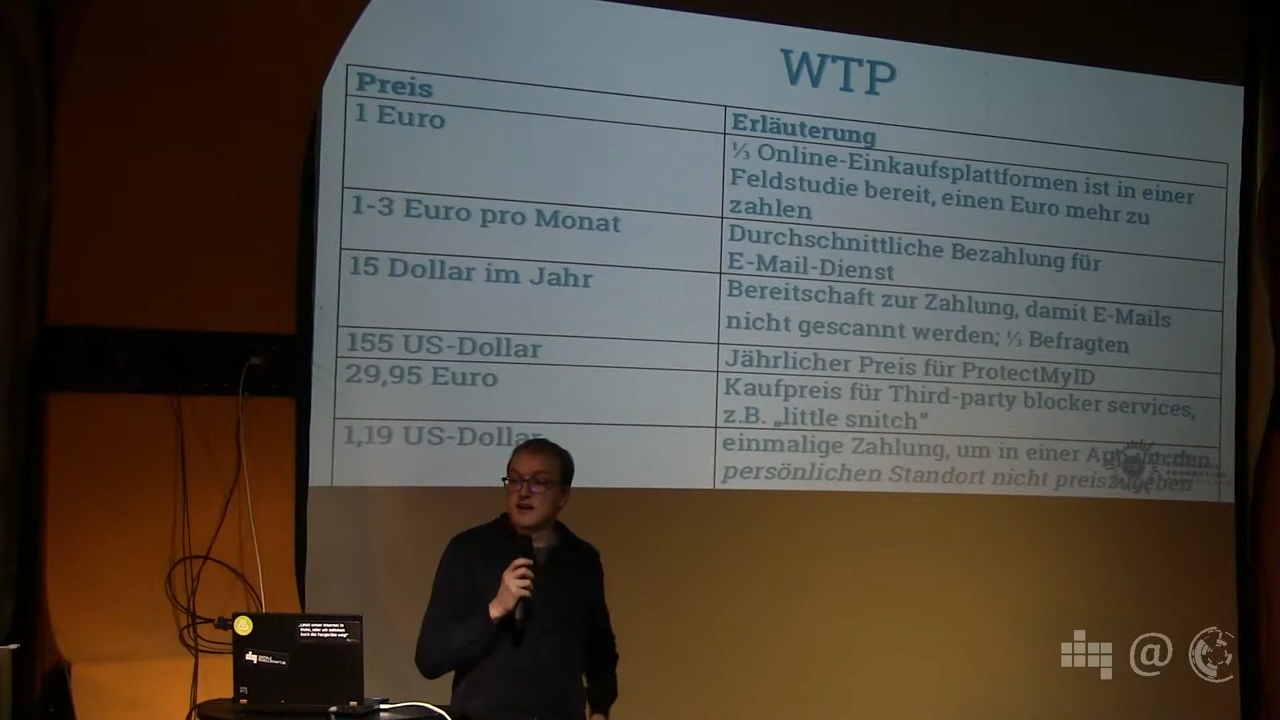 WTP
Preis
Erläuterung
1 Euro
⅓ Online-Einkaufsplattformen ist in einer
Feldstudie bereit, einen Euro mehr zu
zahlen
1-3 Euro pro Monat
Durchschnittliche Bezahlung für
E-Mail-Dienst
15 Dollar im Jahr
Bereitschaft zur Zahlung, damit E-Mails
nicht gescannt werden; ⅓ Befragten
155 US-Dollar
Jährlicher Preis für ProtectMyID
29,95 Euro
Kaufpreis für Third-party blocker services,
z.B. „little snitch“
1,19 US-Dollar
einmalige Zahlung, um in einer App den
persönlichen Standort nicht preiszugeben
@